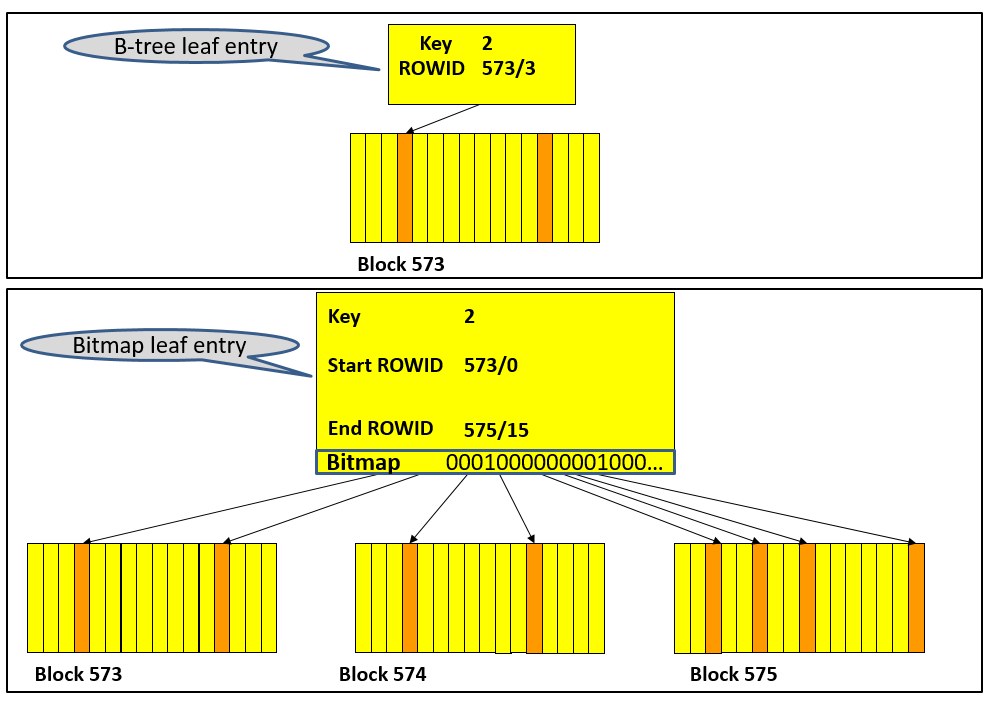 B-tree leaf entry
Key 2
ROWID 573/3
Block 573
Bitmap leaf entry
Key 2
Start ROWID 573/0
End ROWID 575/15
Bitmap 0001000000001000...
Block 573
Block 574
Block 575